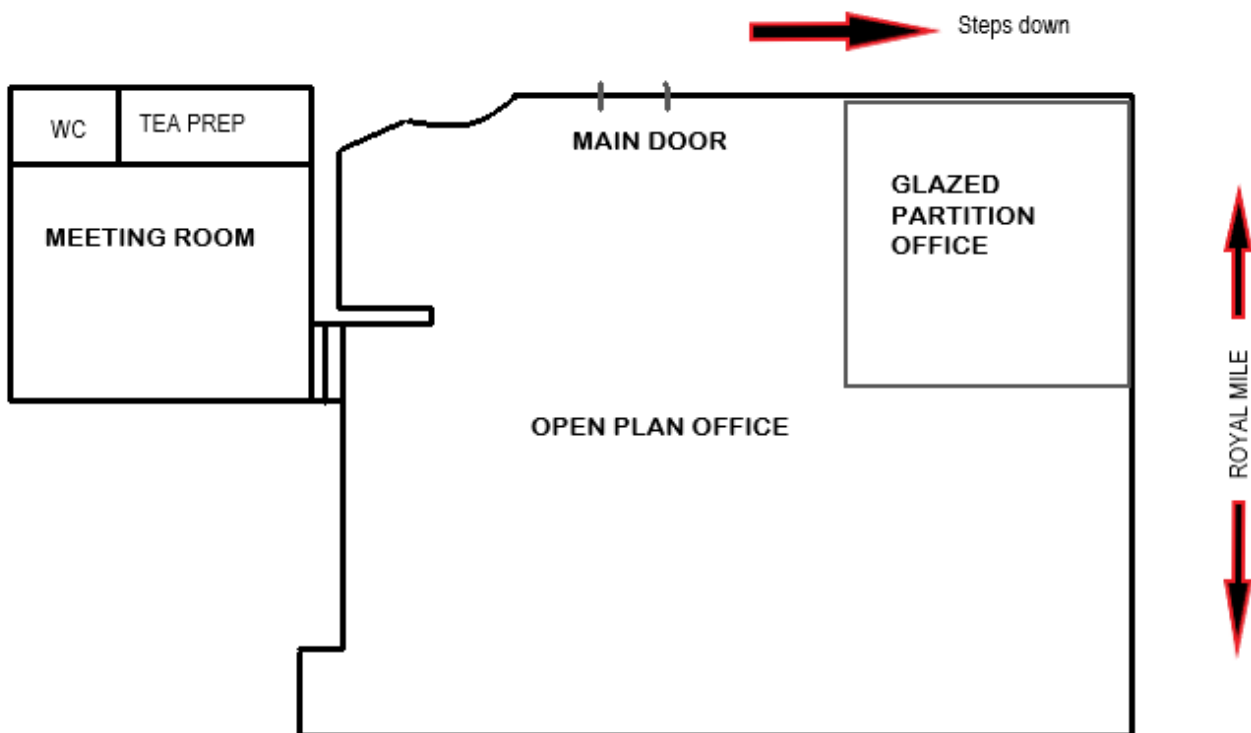 Steps down
WC
TEA PREP
MAIN DOOR
MEETING ROOM
GLAZED
PARTITION
OFFICE
OPEN PLAN OFFICE
ROYAL MILE